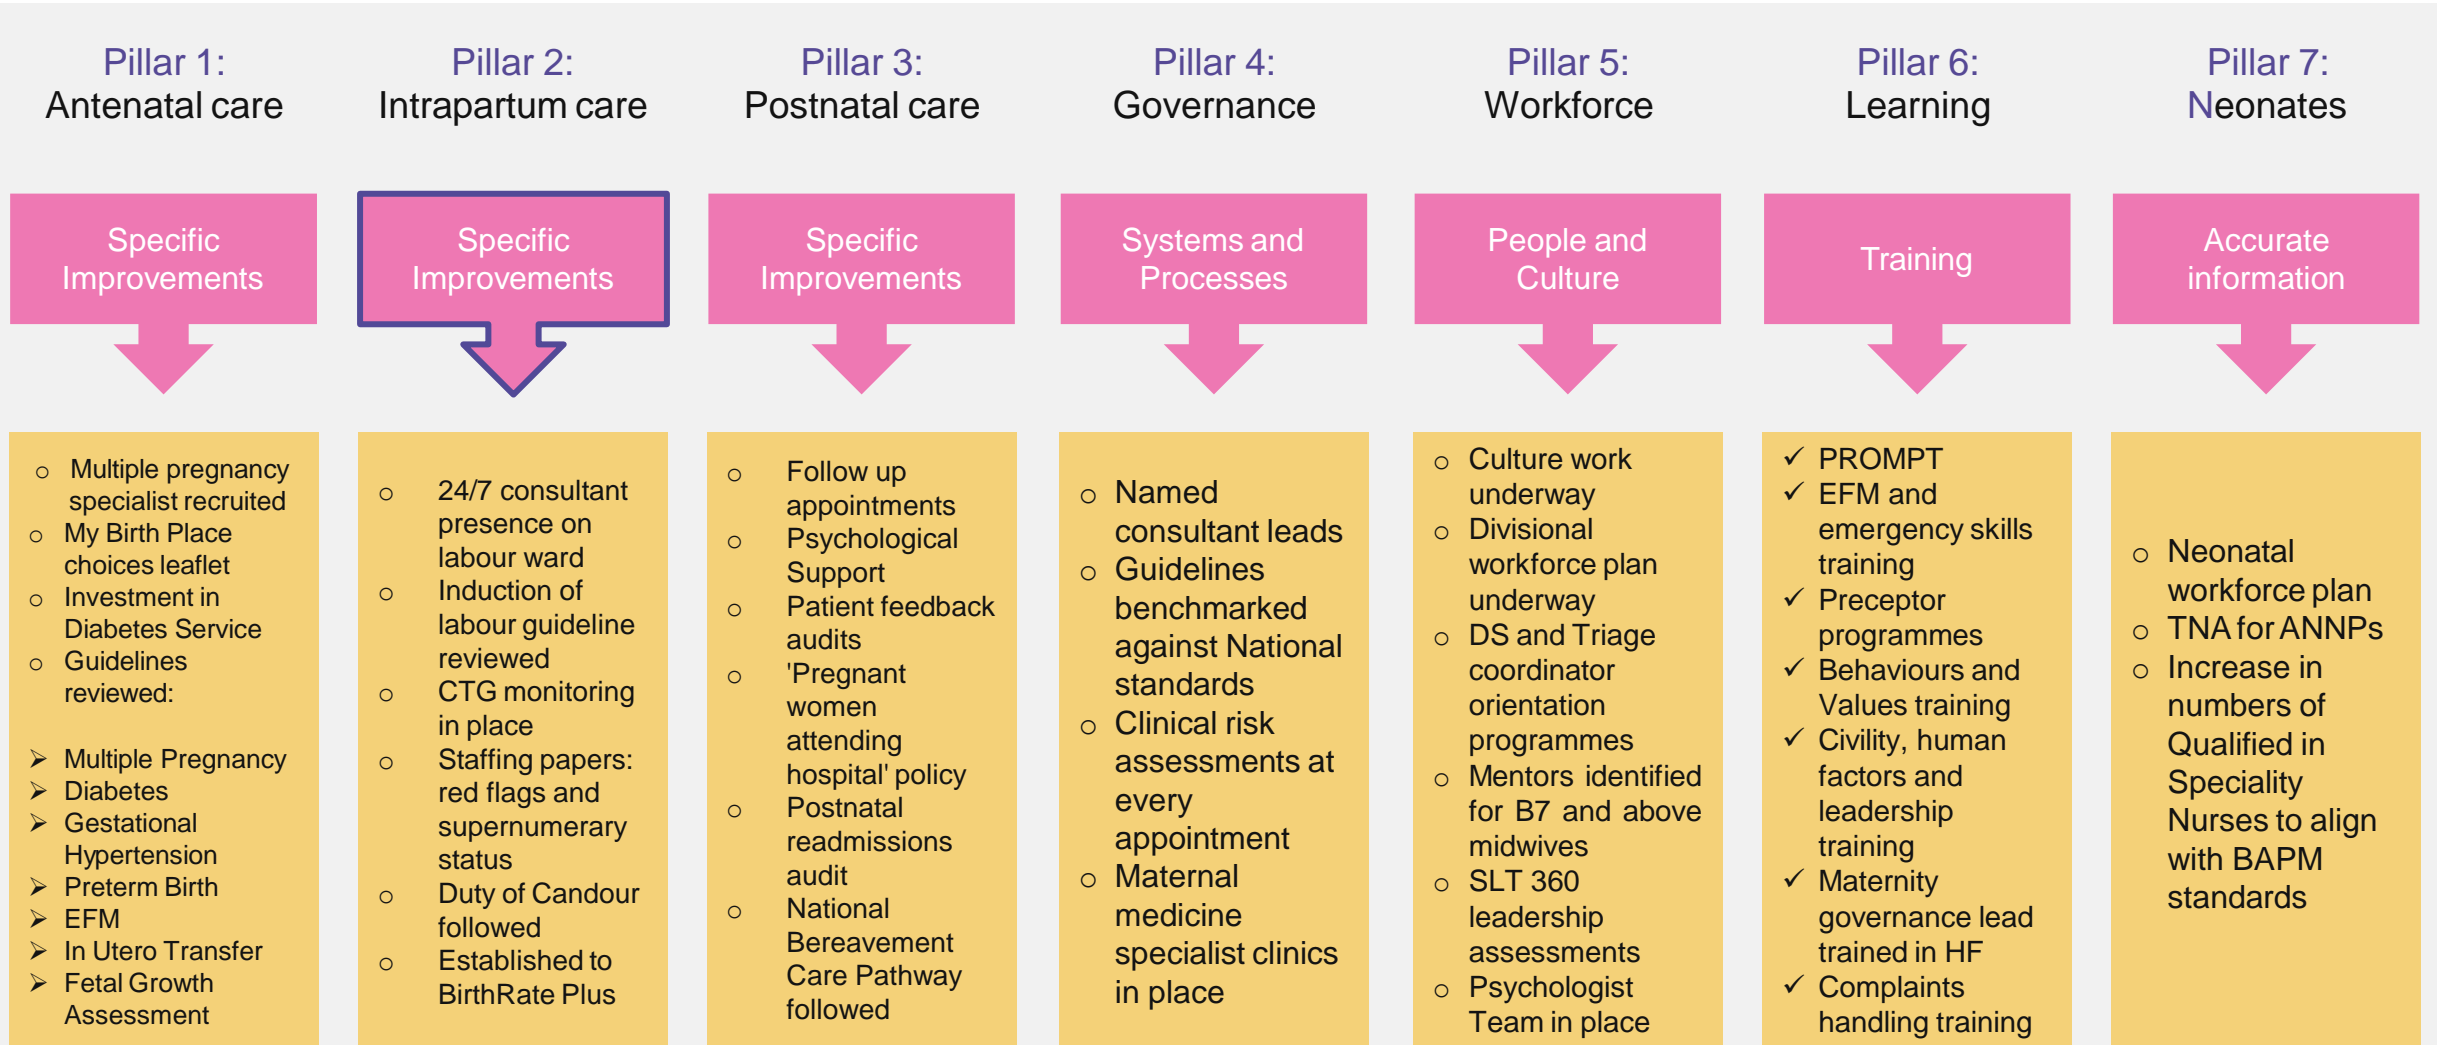 Pillar 1:
Antenatal care
Specific
Improvements
o Multiple pregnancy
specialist recruited
o My Birth Place
choices leaflet
o Investment in
Diabetes Service
o Guidelines
reviewed:
➢ Multiple Pregnancy
➢ Diabetes
➢ Gestational
Hypertension
➢ Preterm Birth
➢ EFM
➢ In Utero Transfer
➢ Fetal Growth
Assessment
Pillar 2:
Intrapartum care
Specific
Improvements
o 24/7 consultant
presence on
labour ward
o Induction of
labour guideline
reviewed
o CTG monitoring
in place
o Staffing papers:
red flags and
supernumerary
status
o Duty of Candour
followed
o Established to
BirthRate Plus
Pillar 3:
Postnatal care
Specific
Improvements
o Follow up
appointments
o Psychological
Support
o Patient feedback
audits
o 'Pregnant
women
attending
hospital' policy
o Postnatal
readmissions
audit
o National
Bereavement
Care Pathway
followed
Pillar 4:
Governance
Systems and
Processes
o Named
consultant leads
o Guidelines
benchmarked
against National
standards
o Clinical risk
assessments at
every
appointment
o Maternal
medicine
specialist clinics
in place
Pillar 5:
Workforce
People and
Culture
o Culture work
underway
o Divisional
workforce plan
underway
o DS and Triage
coordinator
orientation
programmes
o Mentors identified
for B7 and above
midwives
o SLT 360
leadership
assessments
o Psychologist
Team in place
Pillar 6:
Learning
Training
✓ PROMPT
✓ EFM and
emergency skills
training
✓ Preceptor
programmes
✓ Behaviours and
Values training
✓ Civility, human
factors and
leadership
training
✓ Maternity
governance lead
trained in HF
✓ Complaints
handling training
Pillar 7:
Neonates
Accurate
information
o Neonatal
workforce plan
o TNA for ANNPs
o Increase in
numbers of
Qualified in
Speciality
Nurses to align
with BAPM
standards